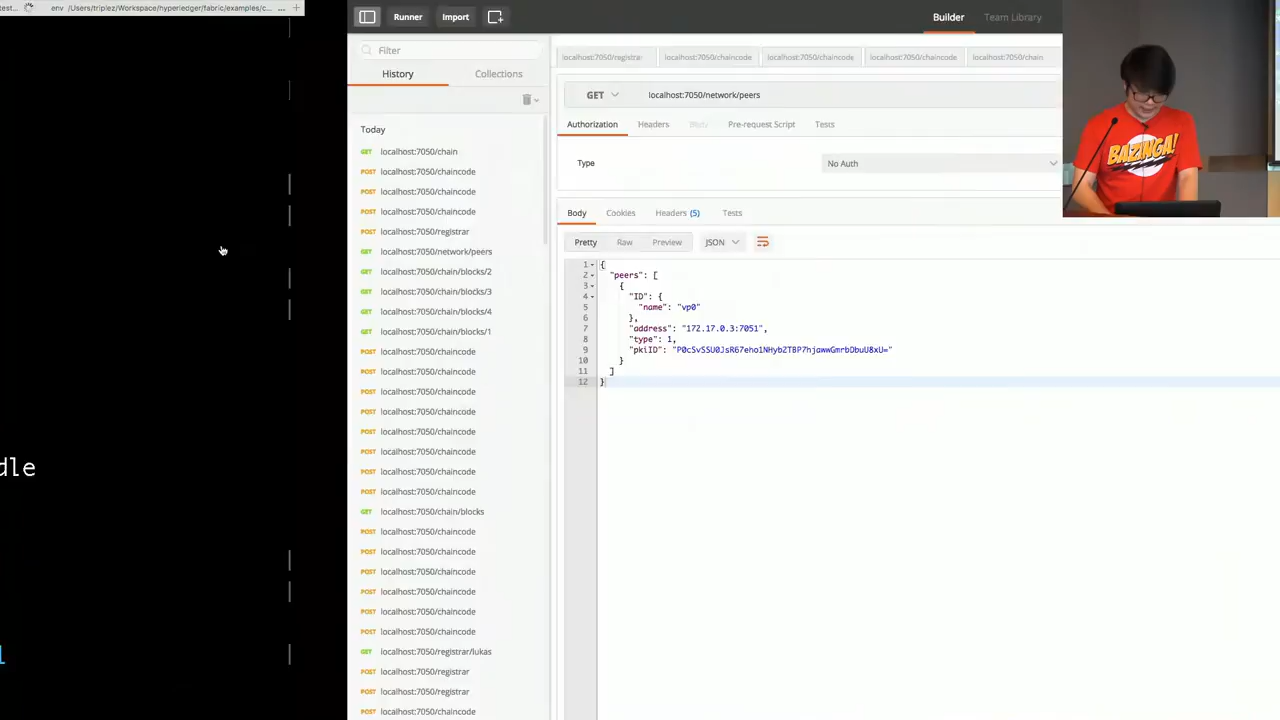 test...
env /Users/triplez/Workspace/hyperledger/fabric/examples/c...
... +
dle
Runner
Import
Builder
Team Library
Filter
History
Collections
Today
GET localhost:7050/chain
POST localhost:7050/chaincode
POST localhost:7050/chaincode
POST localhost:7050/chaincode
POST localhost:7050/registrar
GET localhost:7050/network/peers
GET localhost:7050/chain/blocks/2
GET localhost:7050/chain/blocks/3
GET localhost:7050/chain/blocks/4
GET localhost:7050/chain/blocks/1
POST localhost:7050/chaincode
POST localhost:7050/chaincode
POST localhost:7050/chaincode
POST localhost:7050/chaincode
POST localhost:7050/chaincode
POST localhost:7050/chaincode
POST localhost:7050/chaincode
POST localhost:7050/chaincode
GET localhost:7050/chain/blocks
POST localhost:7050/chaincode
POST localhost:7050/chaincode
POST localhost:7050/chaincode
POST localhost:7050/chaincode
POST localhost:7050/chaincode
POST localhost:7050/chaincode
GET localhost:7050/registrar/lukas
POST localhost:7050/registrar
POST localhost:7050/registrar
POST localhost:7050/chaincode
localhost:7050/registrar
localhost:7050/chaincode
localhost:7050/chaincode
localhost:7050/chaincode
localhost:7050/chain
GET localhost:7050/network/peers
Authorization Headers Body Pre-request Script Tests
Type No Auth
Body Cookies Headers (5) Tests
Pretty Raw Preview JSON
1 {
2 "peers": [
3 {
4 "ID": {
5 "name": "vp0"
6 },
7 "address": "172.17.0.3:7051",
8 "type": 1,
9 "pkiID": "P0cSvSSU0JsR67eho1NHybZTBP7hjawwGmrbDbuU8xU="
10 }
11 ]
12 }
BAZINGA!